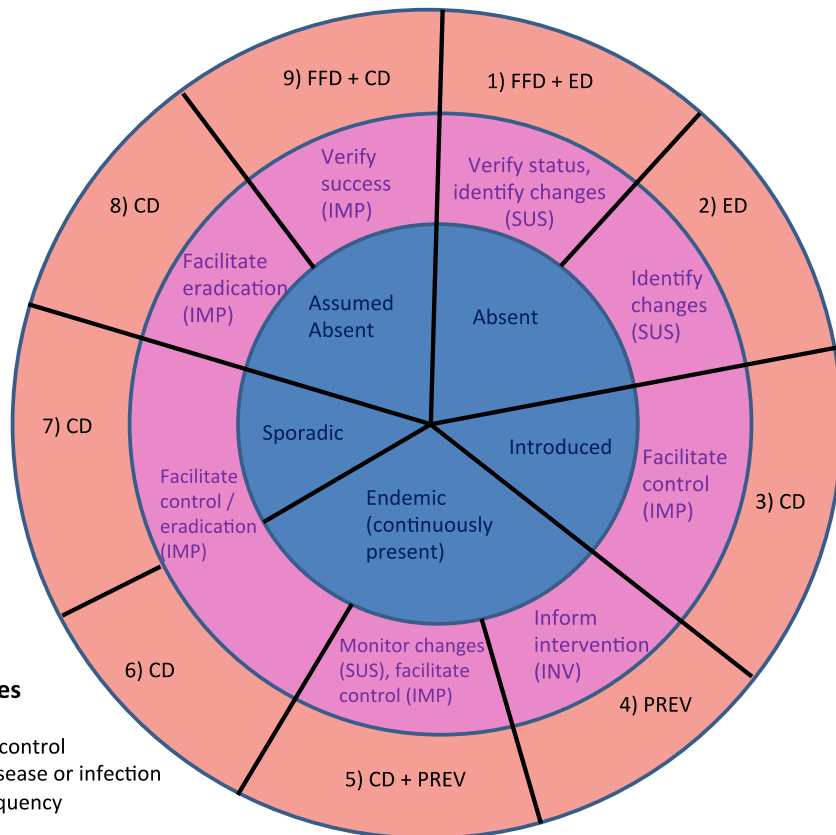 9) FFD + CD
1) FFD + ED
Verify
success
(IMP)
Verify status,
identify changes
(SUS)
8) CD
2) ED
Facilitate
eradication
(IMP)
Identify
changes
(SUS)
Assumed
Absent
Absent
7) CD
Sporadic
Introduced
Facilitate
control
(IMP)
3) CD
Facilitate
control /
eradication
(IMP)
Endemic
(continuously
present)
Monitor changes
(SUS), facilitate
control (IMP)
Inform
intervention
(INV)
6) CD
4) PREV
5) CD + PREV
es
control
sease or infection
quency